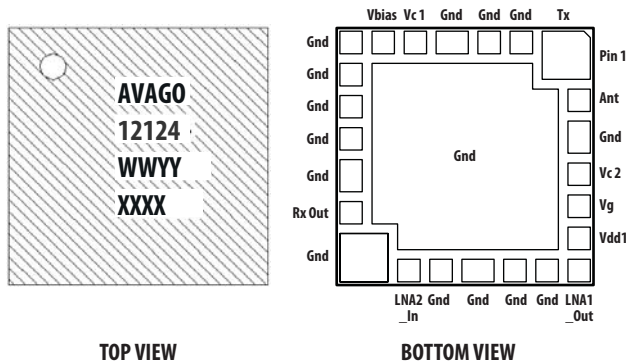 AVAGO
12124
WWYY
XXXX
TOP VIEW
Vbias Vc 1 Gnd Gnd Gnd Tx
Gnd
Gnd
Gnd
Gnd
Gnd
Rx Out
Gnd
Gnd
Pin 1
Ant
Gnd
Vc 2
Vg
Vdd1
LNA2 Gnd Gnd Gnd Gnd LNA1
_In _Out
BOTTOM VIEW